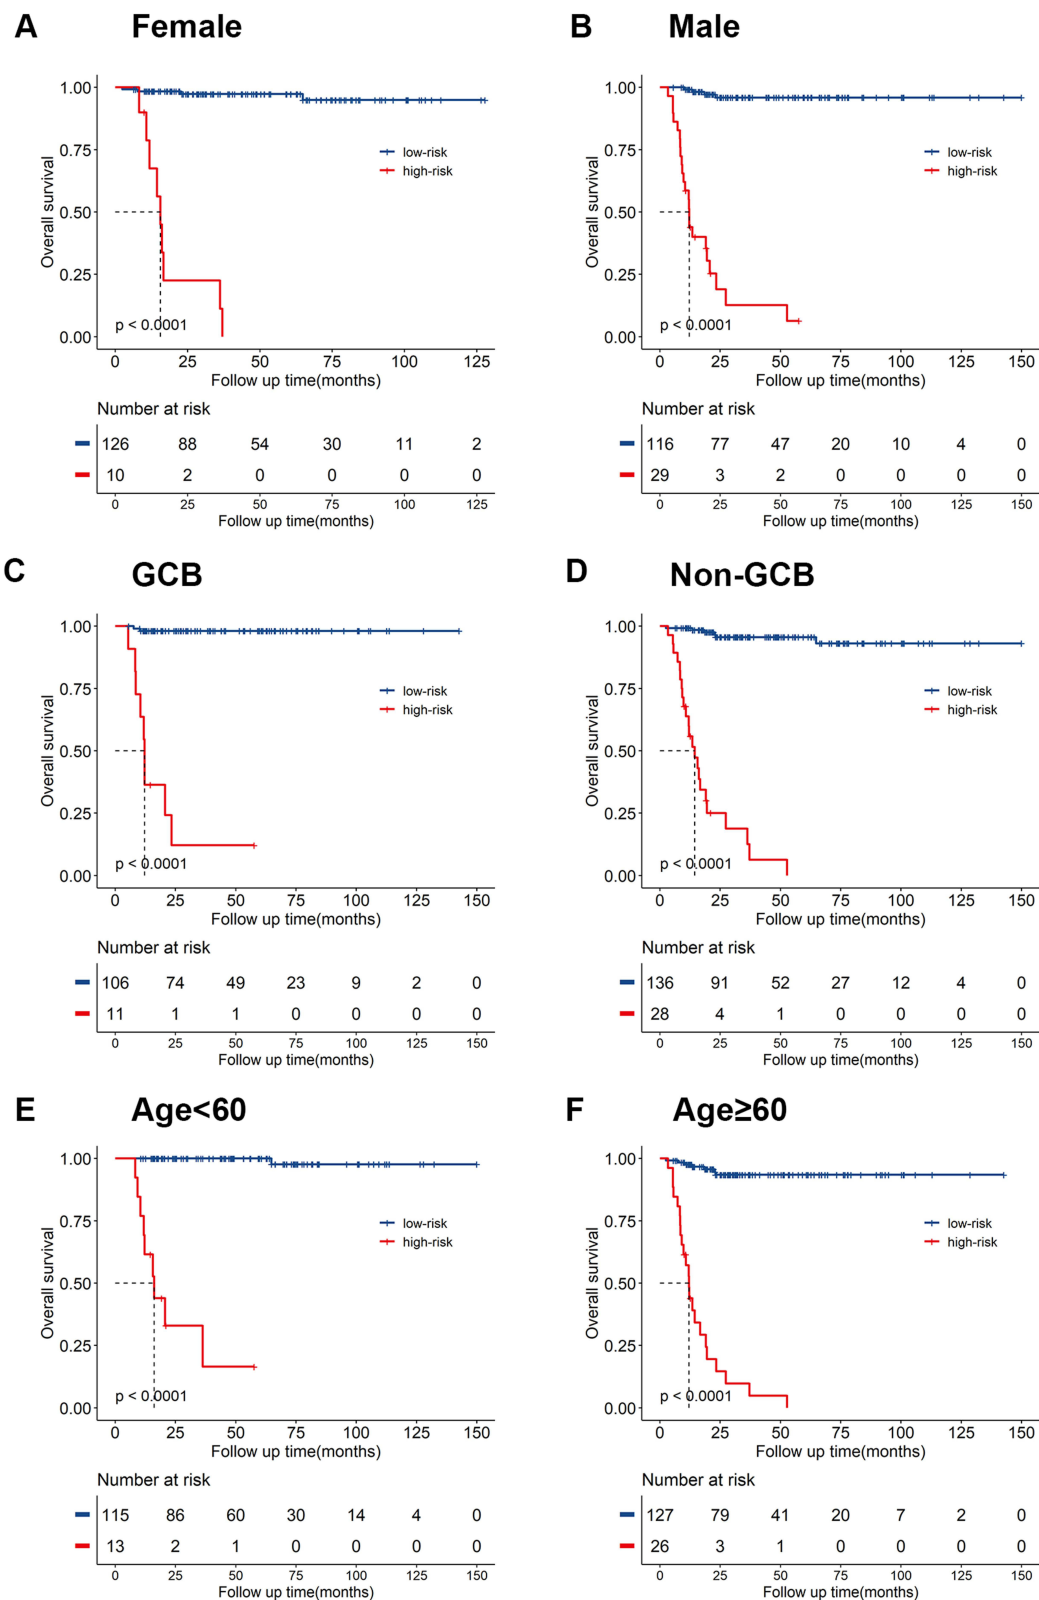 A Female
1.00
0.75
0.50
0.25
0.00
Overall survival
low-risk
high-risk
p < 0.0001
0 25 50 75 100 125
Follow up time(months)
Number at risk
126 88 54 30 11 2
10 2 0 0 0 0
0 25 50 75 100 125
Follow up time(months)
B Male
1.00
0.75
0.50
0.25
0.00
Overall survival
low-risk
high-risk
p < 0.0001
0 25 50 75 100 125 150
Follow up time(months)
Number at risk
116 77 47 20 10 4 0
29 3 2 0 0 0 0
0 25 50 75 100 125 150
Follow up time(months)
C GCB
1.00
0.75
0.50
0.25
0.00
Overall survival
low-risk
high-risk
p < 0.0001
0 25 50 75 100 125 150
Follow up time(months)
Number at risk
106 74 49 23 9 2 0
11 1 1 0 0 0 0
0 25 50 75 100 125 150
Follow up time(months)
D Non-GCB
1.00
0.75
0.50
0.25
0.00
Overall survival
low-risk
high-risk
p < 0.0001
0 25 50 75 100 125 150
Follow up time(months)
Number at risk
136 91 52 27 12 4 0
28 4 1 0 0 0 0
0 25 50 75 100 125 150
Follow up time(months)
E Age<60
1.00
0.75
0.50
0.25
0.00
Overall survival
low-risk
high-risk
p < 0.0001
0 25 50 75 100 125 150
Follow up time(months)
Number at risk
115 86 60 30 14 4 0
13 2 1 0 0 0 0
0 25 50 75 100 125 150
Follow up time(months)
F Age≥60
1.00
0.75
0.50
0.25
0.00
Overall survival
low-risk
high-risk
p < 0.0001
0 25 50 75 100 125 150
Follow up time(months)
Number at risk
127 79 41 20 7 2 0
26 3 1 0 0 0 0
0 25 50 75 100 125 150
Follow up time(months)